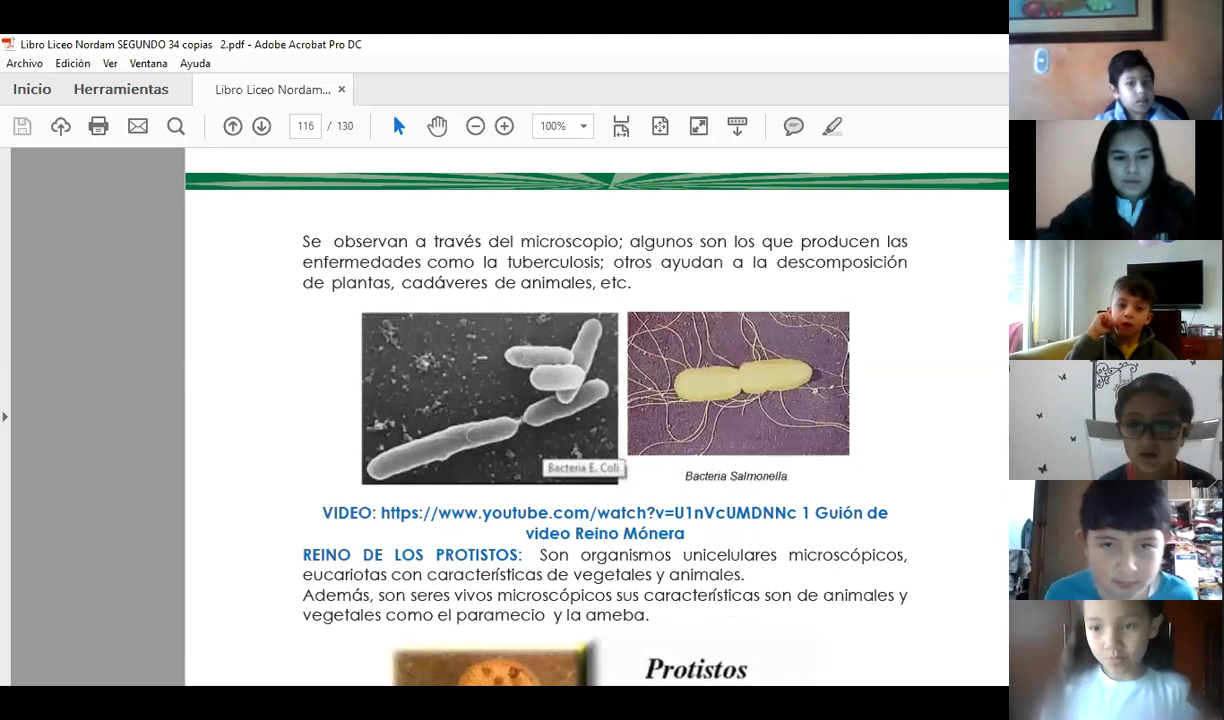 Libro Liceo Nordam SEGUNDO 34 copias 2.pdf - Adobe Acrobat Pro DC
Archivo Edición Ver Ventana Ayuda
Inicio Herramientas Libro Liceo Nordam... ×
116 / 130 100%
Se observan a través del microscopio; algunos son los que producen las
enfermedades como la tuberculosis; otros ayudan a la descomposición
de plantas, cadáveres de animales, etc.
Bacteria E. Coli
Bacteria Salmonella
VIDEO: https://www.youtube.com/watch?v=U1nVcUMDNNc 1 Guión de
video Reino Mónera
REINO DE LOS PROTISTOS: Son organismos unicelulares microscópicos,
eucariotas con características de vegetales y animales.
Además, son seres vivos microscópicos sus características son de animales y
vegetales como el paramecio y la ameba.
Protistos